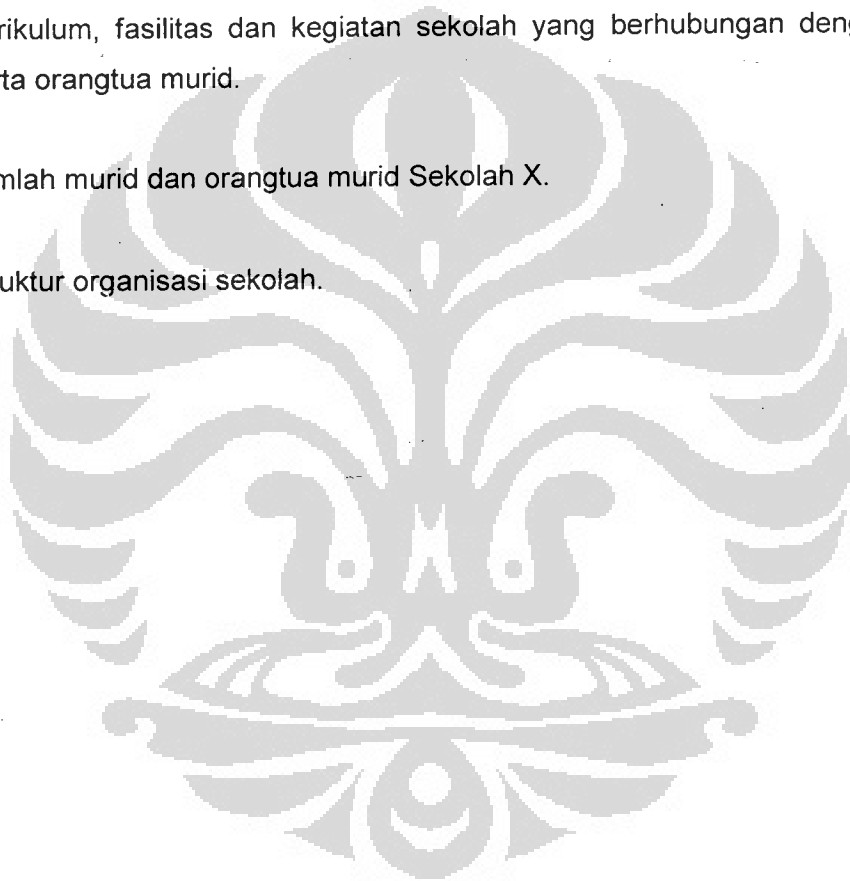 rikulum, fasilitas dan kegiatan sekolah yang berhubungan deng
rta orangtua murid.
mlah murid dan orangtua murid Sekolah X.
uktur organisasi sekolah.